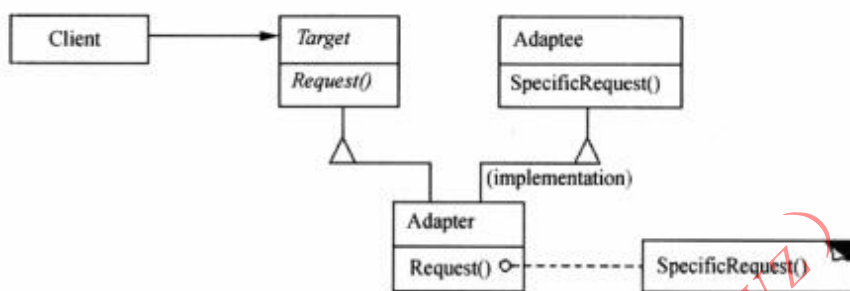 Client
Target
Request()
Adaptee
SpecificRequest()
(implementation)
Adapter
Request()
SpecificRequest()